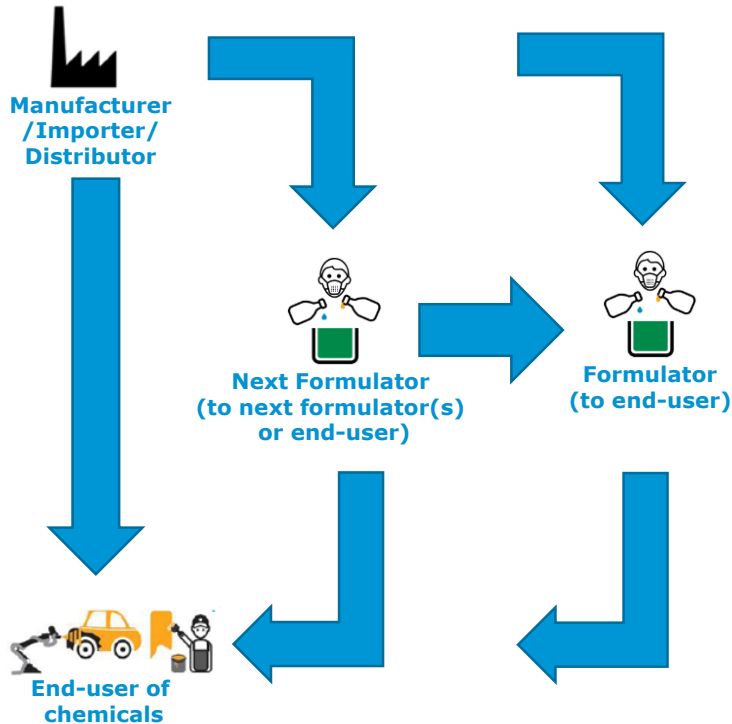 Manufacturer
/Importer/
Distributor
Next Formulator
(to next formulator(s)
or end-user)
Formulator
(to end-user)
End-user of
chemicals